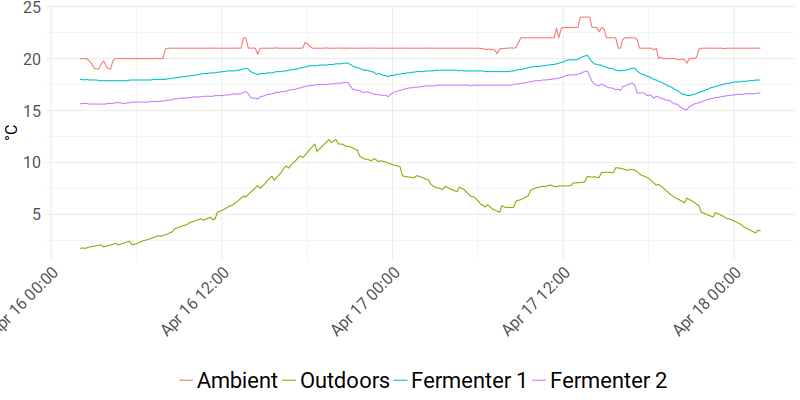 25
20
15
10
5
°C
pr 16 00:00
Apr 16 12:00
Apr 17 00:00
Apr 17 12:00
Apr 18 00:00
Ambient Outdoors Fermenter 1 Fermenter 2